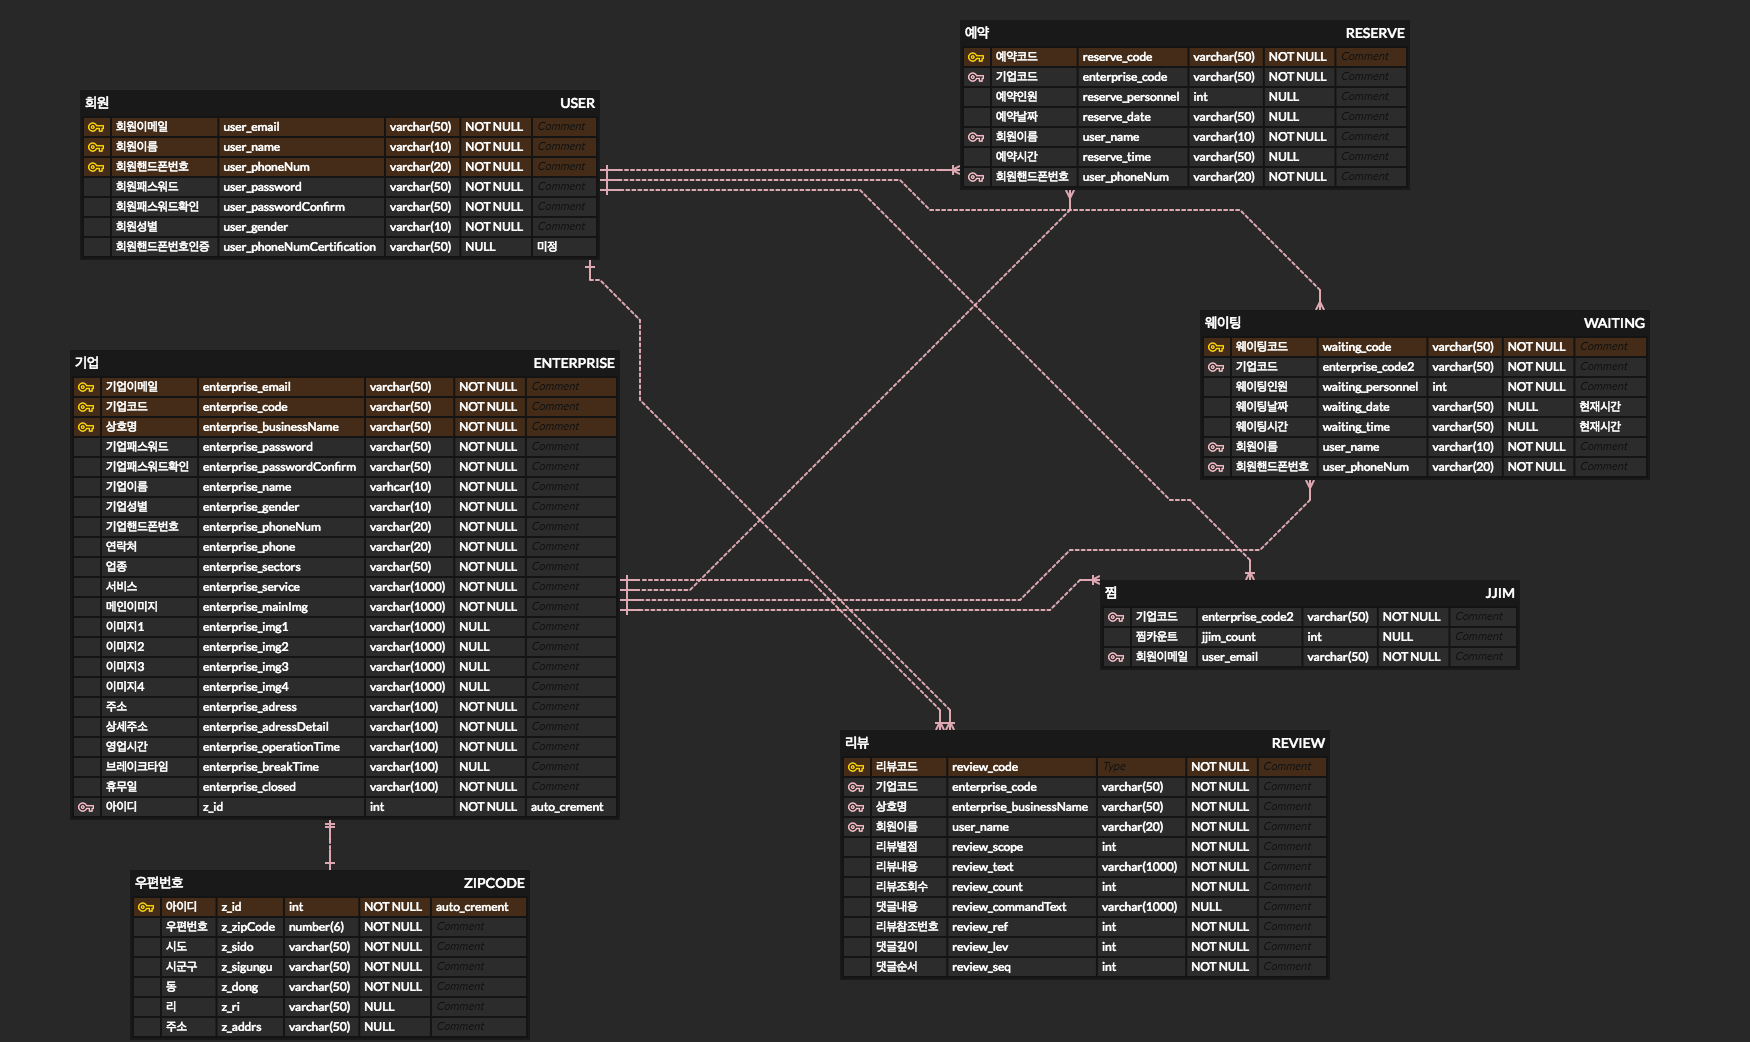 예약 RESERVE
예약코드 reserve_code varchar(50) NOT NULL Comment
기업코드 enterprise_code varchar(50) NOT NULL Comment
예약인원 reserve_personnel int NULL Comment
예약날짜 reserve_date varchar(50) NULL Comment
회원이름 user_name varchar(10) NOT NULL Comment
예약시간 reserve_time varchar(50) NULL Comment
회원핸드폰번호 user_phoneNum varchar(20) NOT NULL Comment
회원 USER
회원이메일 user_email varchar(50) NOT NULL Comment
회원이름 user_name varchar(10) NOT NULL Comment
회원핸드폰번호 user_phoneNum varchar(20) NOT NULL Comment
회원패스워드 user_password varchar(50) NOT NULL Comment
회원패스워드확인 user_passwordConfirm varchar(50) NOT NULL Comment
회원성별 user_gender varchar(10) NOT NULL Comment
회원핸드폰번호인증 user_phoneNumCertification varchar(50) NULL 미정
웨이팅 WAITING
웨이팅코드 waiting_code varchar(50) NOT NULL Comment
기업코드 enterprise_code2 varchar(50) NOT NULL Comment
웨이팅인원 waiting_personnel int NOT NULL Comment
웨이팅날짜 waiting_date varchar(50) NULL 현재시간
웨이팅시간 waiting_time varchar(50) NULL 현재시간
회원이름 user_name varchar(10) NOT NULL Comment
회원핸드폰번호 user_phoneNum varchar(20) NOT NULL Comment
기업 ENTERPRISE
기업이메일 enterprise_email varchar(50) NOT NULL Comment
기업코드 enterprise_code varchar(50) NOT NULL Comment
상호명 enterprise_businessName varchar(50) NOT NULL Comment
기업패스워드 enterprise_password varchar(50) NOT NULL Comment
기업패스워드확인 enterprise_passwordConfirm varchar(50) NOT NULL Comment
기업이름 enterprise_name varhcar(10) NOT NULL Comment
기업성별 enterprise_gender varchar(10) NOT NULL Comment
기업핸드폰번호 enterprise_phoneNum varchar(20) NOT NULL Comment
연락처 enterprise_phone varchar(20) NOT NULL Comment
업종 enterprise_sectors varchar(50) NOT NULL Comment
서비스 enterprise_service varchar(1000) NOT NULL Comment
메인이미지 enterprise_mainImg varchar(1000) NOT NULL Comment
이미지1 enterprise_img1 varchar(1000) NULL Comment
이미지2 enterprise_img2 varchar(1000) NULL Comment
이미지3 enterprise_img3 varchar(1000) NULL Comment
이미지4 enterprise_img4 varchar(1000) NULL Comment
주소 enterprise_adress varchar(100) NOT NULL Comment
상세주소 enterprise_adressDetail varchar(100) NOT NULL Comment
영업시간 enterprise_operationTime varchar(100) NOT NULL Comment
브레이크타임 enterprise_breakTime varchar(100) NULL Comment
휴무일 enterprise_closed varchar(100) NOT NULL Comment
아이디 z_id int NOT NULL auto_crement
찜 JJIM
기업코드 enterprise_code2 varchar(50) NOT NULL Comment
찜카운트 jjim_count int NULL Comment
회원이메일 user_email varchar(50) NOT NULL Comment
리뷰 REVIEW
리뷰코드 review_code Type NOT NULL Comment
기업코드 enterprise_code varchar(50) NOT NULL Comment
상호명 enterprise_businessName varchar(50) NOT NULL Comment
회원이름 user_name varchar(20) NOT NULL Comment
리뷰별점 review_scope int NOT NULL Comment
리뷰내용 review_text varchar(1000) NOT NULL Comment
리뷰조회수 review_count int NOT NULL Comment
댓글내용 review_commandText varchar(1000) NULL Comment
리뷰참조번호 review_ref int NOT NULL Comment
댓글깊이 review_lev int NOT NULL Comment
댓글순서 review_seq int NOT NULL Comment
우편번호 ZIPCODE
아이디 z_id int NOT NULL auto_crement
우편번호 z_zipCode number(6) NOT NULL Comment
시도 z_sido varchar(50) NOT NULL Comment
시군구 z_sigungu varchar(50) NOT NULL Comment
동 z_dong varchar(50) NOT NULL Comment
리 z_ri varchar(50) NULL Comment
주소 z_addrs varchar(50) NULL Comment